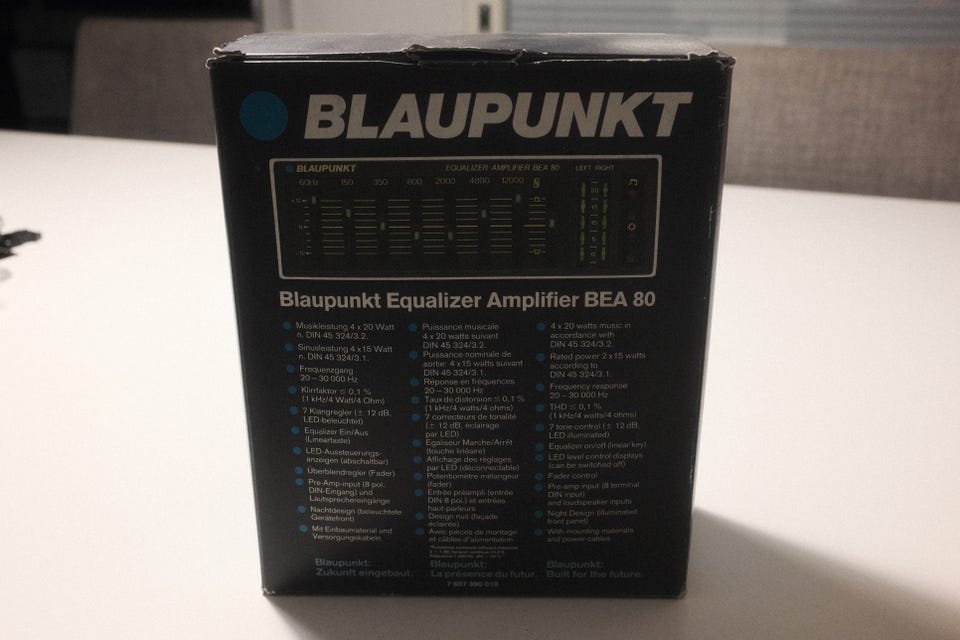 BLAUPUNKT
BLAUPUNKT EQUALIZER AMPLIFIER BEA 80 LEFT RIGHT
60Hz 150 350 800 2000 4800 12000
20
15
10
5
0
Blaupunkt Equalizer Amplifier BEA 80
Musikleistung 4 x 20 Watt
n. DIN 45 324/3.2.
Sinusleistung 4 x 15 Watt
n. DIN 45 324/3.1.
Frequenzgang
20 – 30 000 Hz
Klirrfaktor ≤ 0,1 %
(1 kHz/4 Watt/4 Ohm)
7 Klangregler (± 12 dB,
LED-beleuchtet)
Equalizer Ein/Aus
(Lineartaste)
LED-Aussteuerungs-
anzeigen (abschaltbar)
Überblendregler (Fader)
Pre-Amp-input (8 pol.
DIN-Eingang) und
Lautsprechereingänge
Nachtdesign (beleuchtete
Gerätefront)
Mit Einbaumaterial und
Versorgungskabeln
Puissance musicale
4 x 20 watts suivant
DIN 45 324/3.2.
Puissance nominale de
sortie: 4 x 15 watts suivant
DIN 45 324/3.1.
Réponse en fréquences
20 – 30 000 Hz
Taux de distorsion ≤ 0,1 %
(1 kHz/4 watts/4 ohms)
7 correcteurs de tonalité
(± 12 dB, éclairage
par LED)
Egaliseur Marche/Arrêt
(touche linéaire)
Affichage des réglages
par LED (déconnectable)
Potentiomètre mélangeur
(fader)
Entrée préampli (entrée
DIN 8 pol.) et entrées
haut parleurs
Design nuit (façade
éclairée)
Avec pièces de montage
et câbles d'alimentation
4 x 20 watts music in
accordance with
DIN 45 324/3.2.
Rated power 2 x 15 watts
according to
DIN 45 324/3.1.
Frequency response
20 – 30 000 Hz
THD ≤ 0,1 %
(1 kHz/4 watts/4 ohms)
7 tone control (± 12 dB,
LED illuminated)
Equalizer on/off (linear key)
LED level control displays
(can be switched off)
Fader control
Pre-amp input (8 terminal
DIN input)
and loudspeaker inputs
Night Design (illuminated
front panel)
With mounting materials
and power cables
Blaupunkt:
Zukunft eingebaut.
Blaupunkt:
La présence du futur.
Blaupunkt:
Built for the future.
7 607 390 010